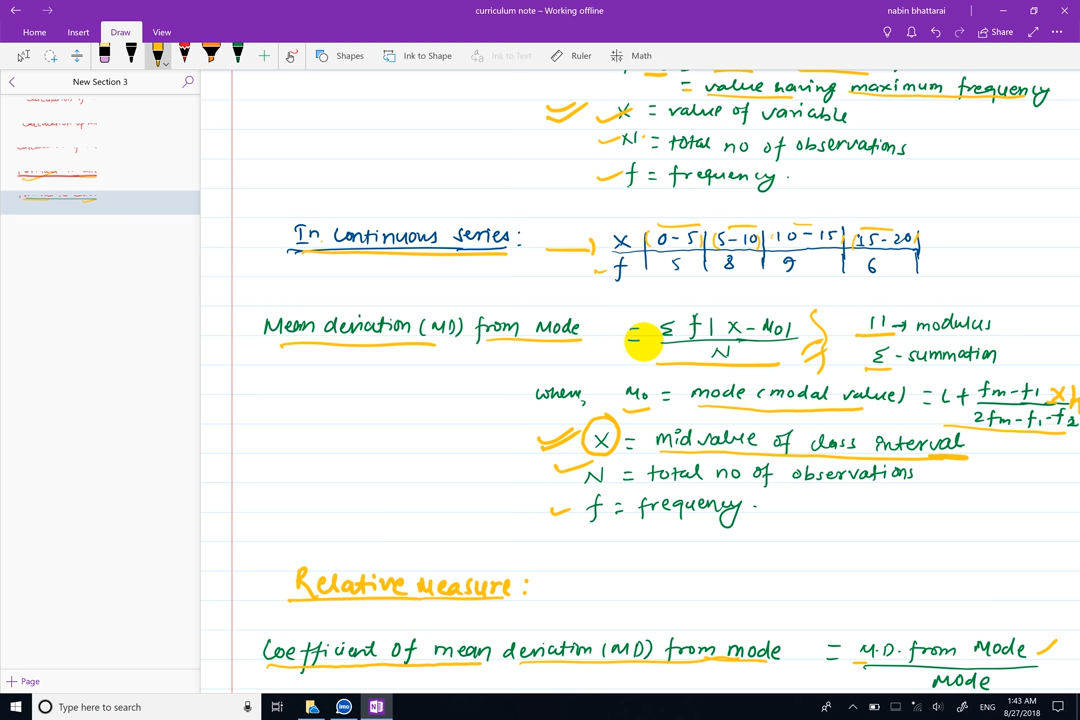 curriculum note – Working offline
nabin bhattarai
Home Insert Draw View
Share
Shapes Ink to Shape Ink to Text Ruler Math
New Section 3
= value having maximum frequency
x = value of variable
N = total no of observations
f = frequency.
In continuous series:
x 0-5 5-10 10-15 15-20
f 5 8 9 6
Mean deviation (MD) from Mode = Σ f|x-Mo|
N
|| → modulus
Σ - summation
where, Mo = mode (modal value) = L + fm-f1 × h
2fm-f1-f2
X = midvalue of class interval
N = total no of observations
f = frequency.
Relative Measure:
Coefficient of mean deviation (MD) from mode = M.D. from Mode
Mode
Page
Type here to search
ENG
1:43 AM
8/27/2018